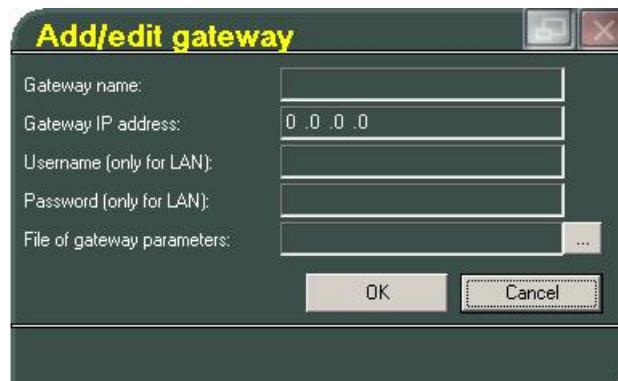 Add/edit gateway
Gateway name:
Gateway IP address: 0 .0 .0 .0
Username (only for LAN):
Password (only for LAN):
File of gateway parameters: ...
OK Cancel